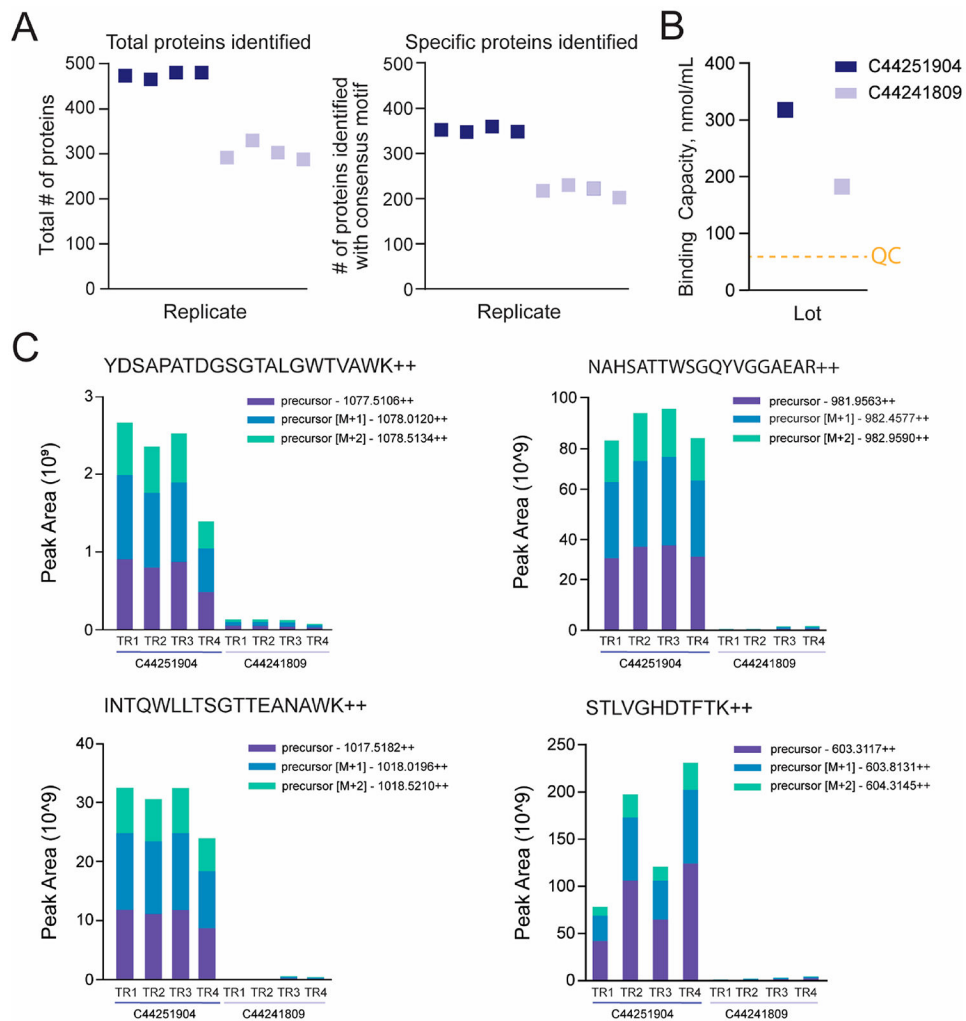 A
Total proteins identified
Total # of proteins
500
400
300
200
100
0
Replicate
Specific proteins identified
# of proteins identified
with consensus motif
500
400
300
200
100
0
Replicate
B
C44251904
C44241809
Binding Capacity, nmol/mL
400
300
200
100
0
QC
Lot
C
YDSAPATDGSGTALGWTVAWK++
precursor - 1077.5106++
precursor [M+1] - 1078.0120++
precursor [M+2] - 1078.5134++
Peak Area (10⁹)
3
2
1
0
TR1 TR2 TR3 TR4 TR1 TR2 TR3 TR4
C44251904 C44241809
NAHSATTWSGQYVGGAEAR++
precursor - 981.9563++
precursor [M+1] - 982.4577++
precursor [M+2] - 982.9590++
Peak Area (10^9)
100
80
60
40
20
0
TR1 TR2 TR3 TR4 TR1 TR2 TR3 TR4
C44251904 C44241809
INTQWLLTSGTTEANAWK++
precursor - 1017.5182++
precursor [M+1] - 1018.0196++
precursor [M+2] - 1018.5210++
Peak Area (10^9)
40
30
20
10
0
TR1 TR2 TR3 TR4 TR1 TR2 TR3 TR4
C44251904 C44241809
STLVGHDTFTK++
precursor - 603.3117++
precursor [M+1] - 603.8131++
precursor [M+2] - 604.3145++
Peak Area (10^9)
250
200
150
100
50
0
TR1 TR2 TR3 TR4 TR1 TR2 TR3 TR4
C44251904 C44241809